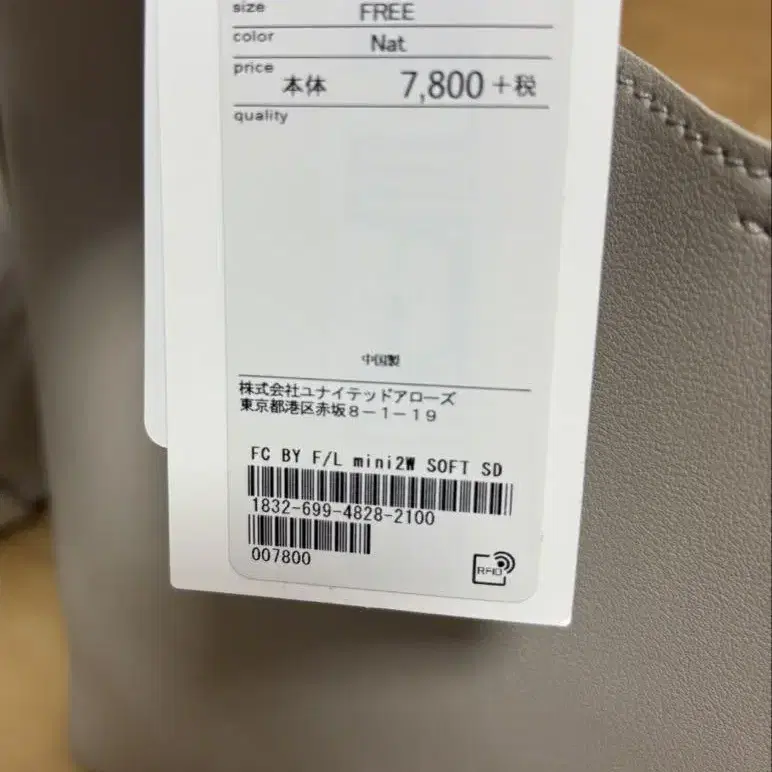 size FREE
color Nat
price 本体 7,800+税
quality
中国製
株式会社ユナイテッドアローズ
東京都港区赤坂8-1-19
FC BY F/L mini2W SOFT SD
1832-699-4828-2100
007800
RFID